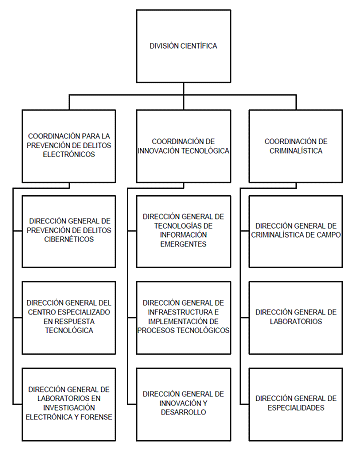 DIVISIÓN CIENTÍFICA
COORDINACIÓN PARA LA
PREVENCIÓN DE DELITOS
ELECTRÓNICOS
COORDINACIÓN DE
INNOVACIÓN TECNOLÓGICA
COORDINACIÓN DE
CRIMINALÍSTICA
DIRECCIÓN GENERAL DE
PREVENCIÓN DE DELITOS
CIBERNÉTICOS
DIRECCIÓN GENERAL DE
TECNOLOGÍAS DE
INFORMACIÓN
EMERGENTES
DIRECCIÓN GENERAL DE
CRIMINALÍSTICA DE CAMPO
DIRECCIÓN GENERAL DEL
CENTRO ESPECIALIZADO
EN RESPUESTA
TECNOLÓGICA
DIRECCIÓN GENERAL DE
INFRAESTRUCTURA E
IMPLEMENTACIÓN DE
PROCESOS TECNOLÓGICOS
DIRECCIÓN GENERAL DE
LABORATORIOS
DIRECCIÓN GENERAL DE
LABORATORIOS EN
INVESTIGACIÓN
ELECTRÓNICA Y FORENSE
DIRECCIÓN GENERAL DE
INNOVACIÓN Y
DESARROLLO
DIRECCIÓN GENERAL DE
ESPECIALIDADES